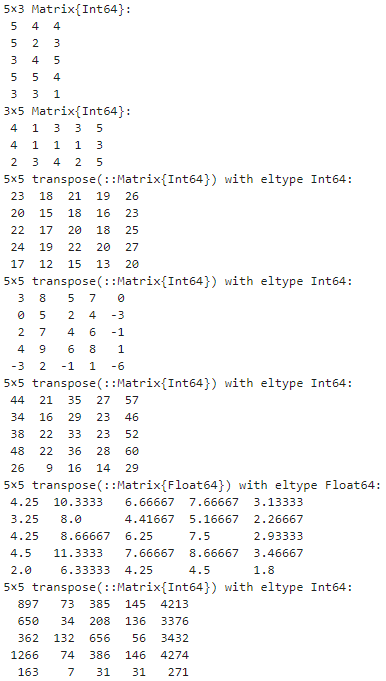 5×3 Matrix{Int64}:
 5  4  4
 5  2  3
 3  4  5
 5  5  4
 3  3  1
3×5 Matrix{Int64}:
 4  1  3  3  5
 4  1  1  1  3
 2  3  4  2  5
5×5 transpose(::Matrix{Int64}) with eltype Int64:
 23  18  21  19  26
 20  15  18  16  23
 22  17  20  18  25
 24  19  22  20  27
 17  12  15  13  20
5×5 transpose(::Matrix{Int64}) with eltype Int64:
  3  8   5  7   0
  0  5   2  4  -3
  2  7   4  6  -1
  4  9   6  8   1
 -3  2  -1  1  -6
5×5 transpose(::Matrix{Int64}) with eltype Int64:
 44  21  35  27  57
 34  16  29  23  46
 38  22  33  23  52
 48  22  36  28  60
 26   9  16  14  29
5×5 transpose(::Matrix{Float64}) with eltype Float64:
 4.25  10.3333   6.66667  7.66667  3.13333
 3.25   8.0      4.41667  5.16667  2.26667
 4.25   8.66667  6.25     7.5      2.93333
 4.5   11.3333   7.66667  8.66667  3.46667
 2.0    6.33333  4.25     4.5      1.8
5×5 transpose(::Matrix{Int64}) with eltype Int64:
  897   73  385  145  4213
  650   34  208  136  3376
  362  132  656   56  3432
 1266   74  386  146  4274
  163    7   31   31   271